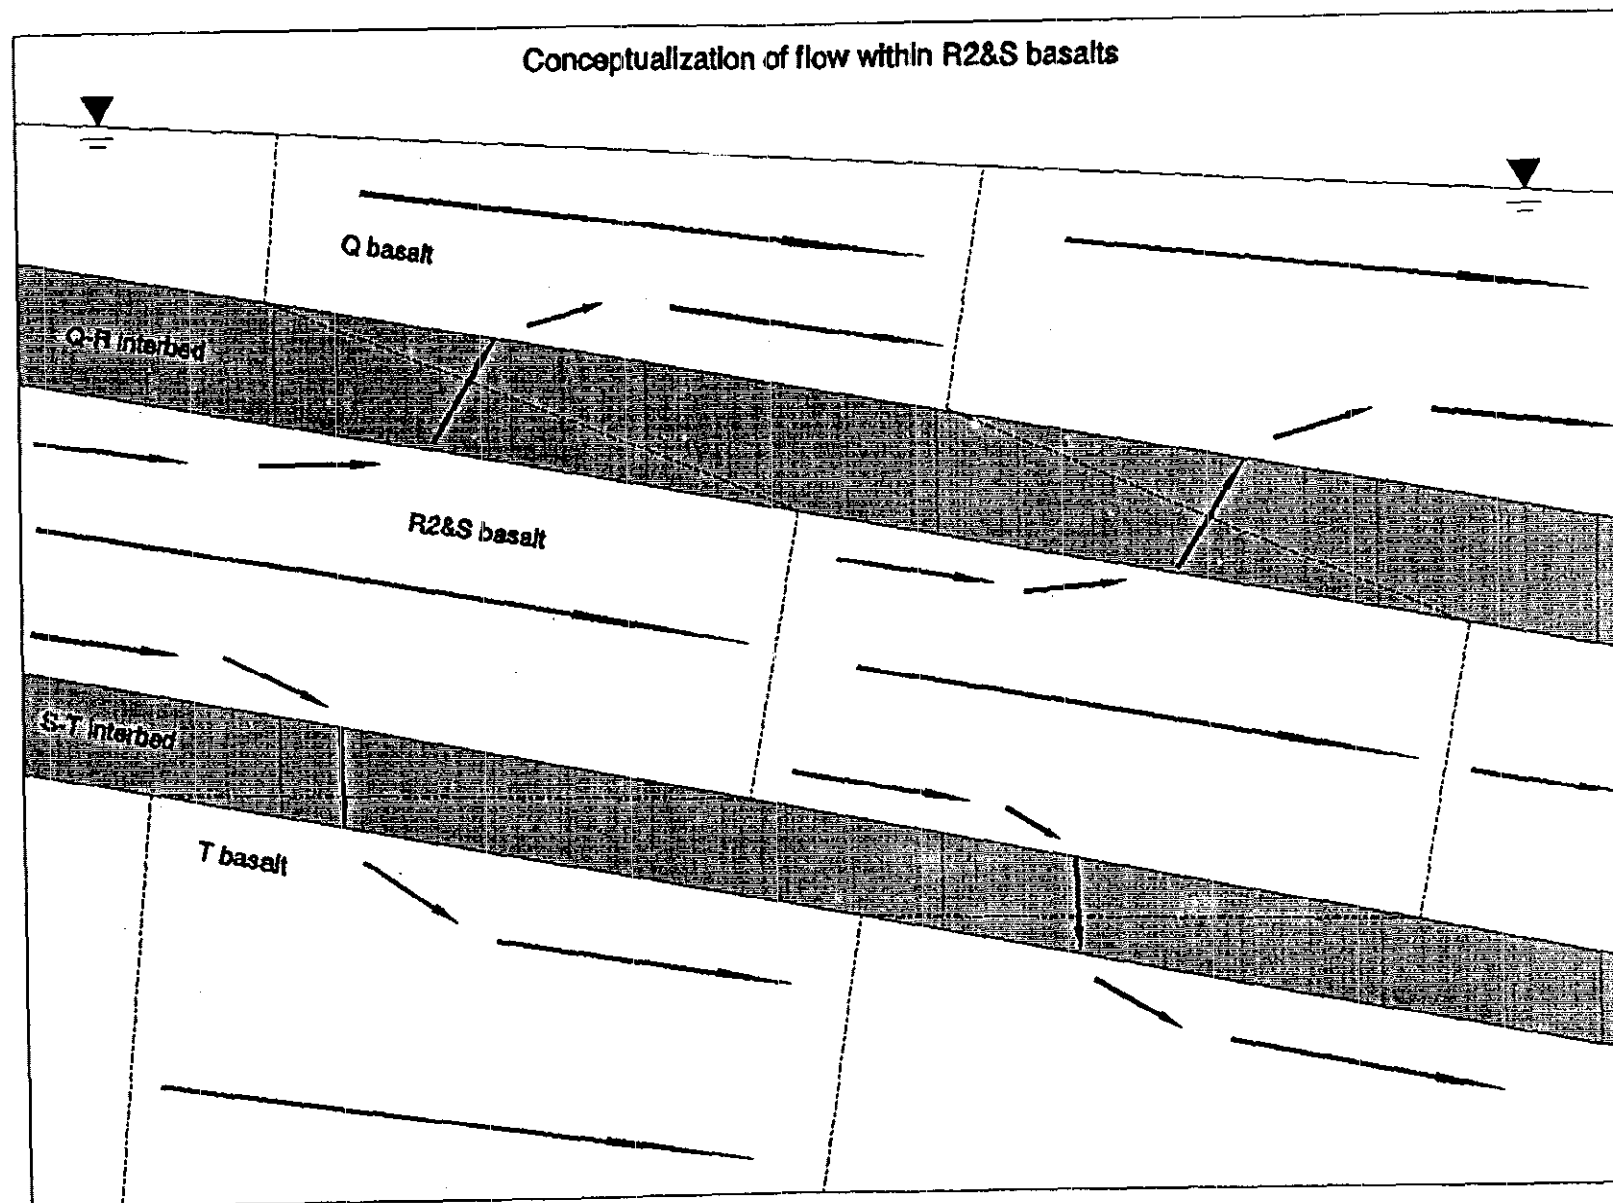 Conceptualization of flow within R2&S basalts
Q basalt
Q-R interbed
R2&S basalt
S-T interbed
T basalt